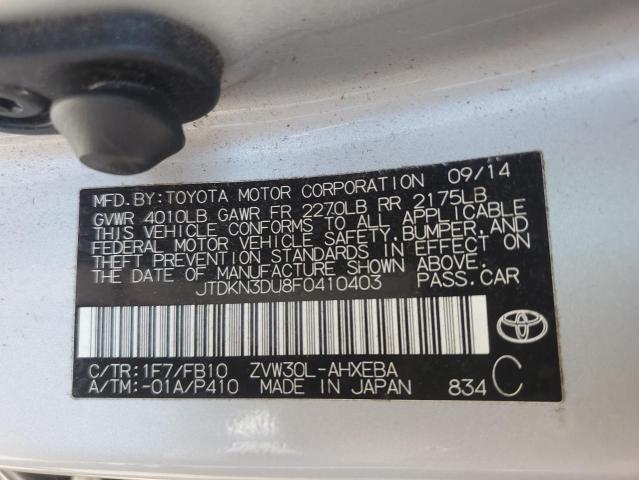 MFD. BY: TOYOTA MOTOR CORPORATION 09/14
GVWR 4010LB GAWR FR 2270LB RR 2175LB
THIS VEHICLE CONFORMS TO ALL APPLICABLE
FEDERAL MOTOR VEHICLE SAFETY, BUMPER, AND
THEFT PREVENTION STANDARDS IN EFFECT ON
THE DATE OF MANUFACTURE SHOWN ABOVE.
JTDKN3DU8F0410403 PASS. CAR
C/TR: 1F7/FB10 ZVW30L-AHXEBA
A/TM: -01A/P410 MADE IN JAPAN 834 C